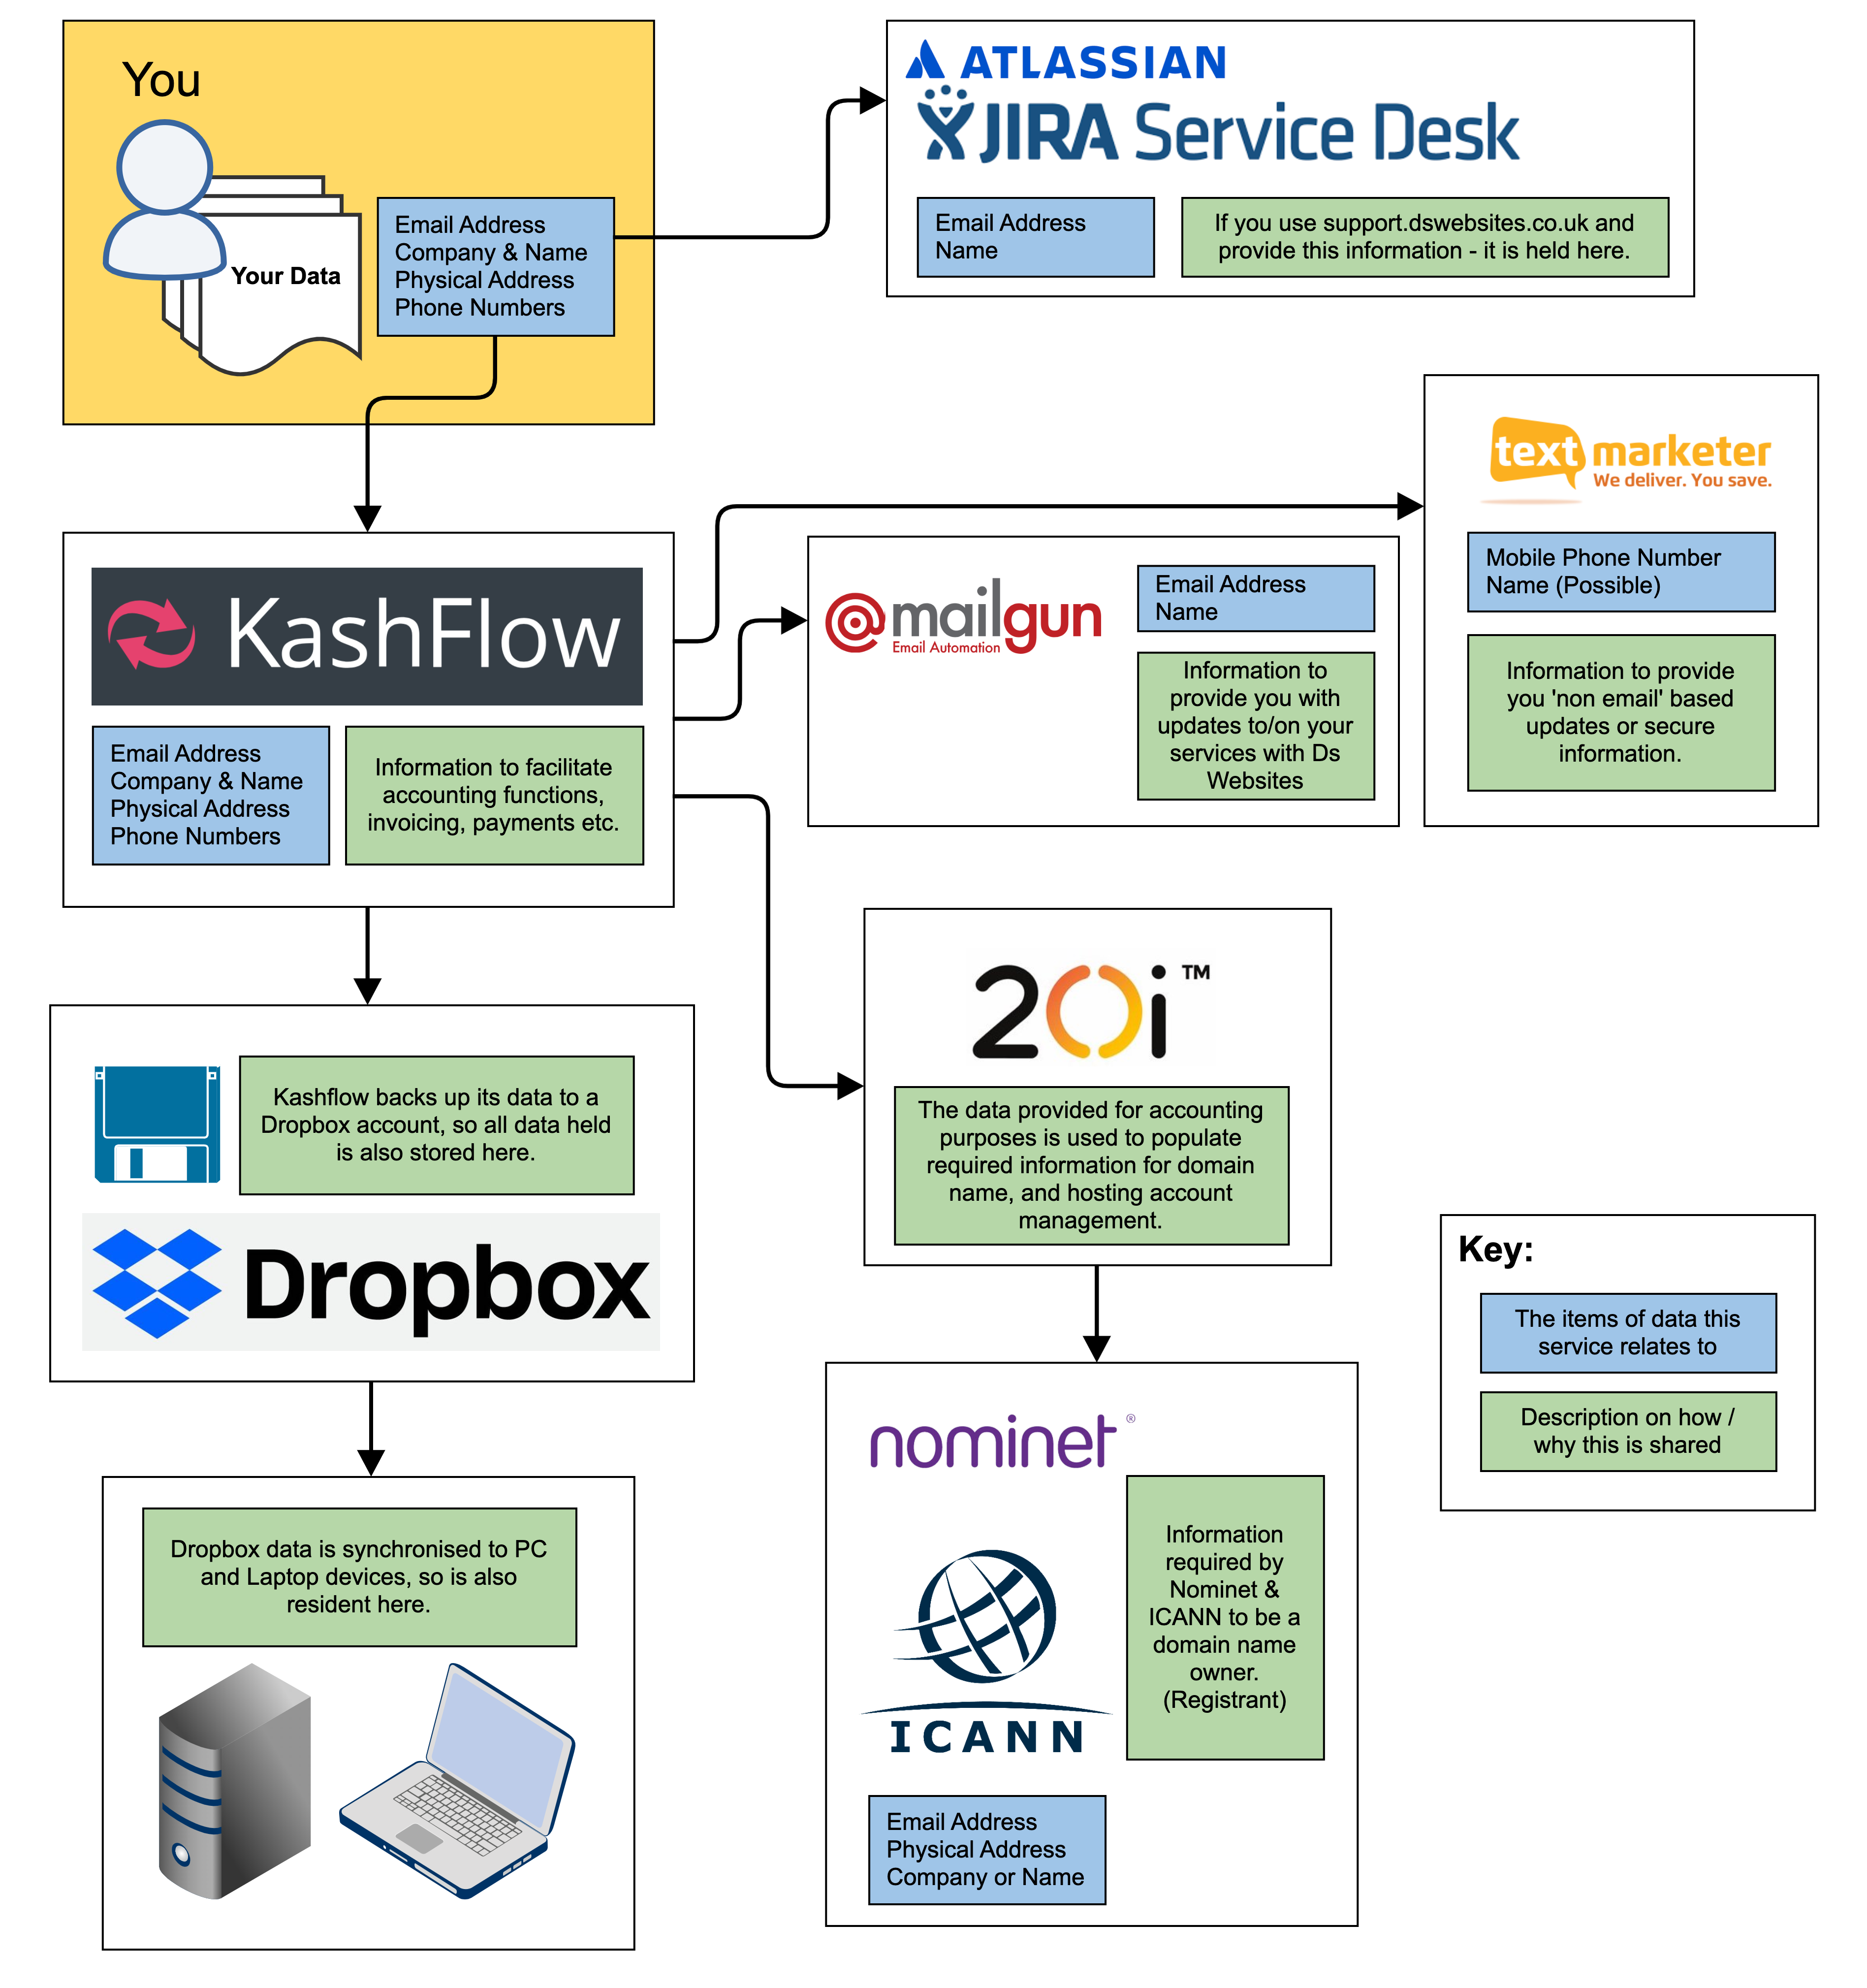 You
Your Data
Email Address
Company & Name
Physical Address
Phone Numbers
ATLASSIAN
JIRA Service Desk
Email Address
Name
If you use support.dswebsites.co.uk and
provide this information - it is held here.
text marketer
We deliver. You save.
Mobile Phone Number
Name (Possible)
Information to provide
you 'non email' based
updates or secure
information.
KashFlow
Email Address
Company & Name
Physical Address
Phone Numbers
Information to facilitate
accounting functions,
invoicing, payments etc.
@mailgun
Email Automation
Email Address
Name
Information to
provide you with
updates to/on your
services with Ds
Websites
Kashflow backs up its data to a
Dropbox account, so all data held
is also stored here.
Dropbox
20i™
The data provided for accounting
purposes is used to populate
required information for domain
name, and hosting account
management.
Key:
The items of data this
service relates to
Description on how /
why this is shared
Dropbox data is synchronised to PC
and Laptop devices, so is also
resident here.
nominet®
ICANN
Information
required by
Nominet &
ICANN to be a
domain name
owner.
(Registrant)
Email Address
Physical Address
Company or Name